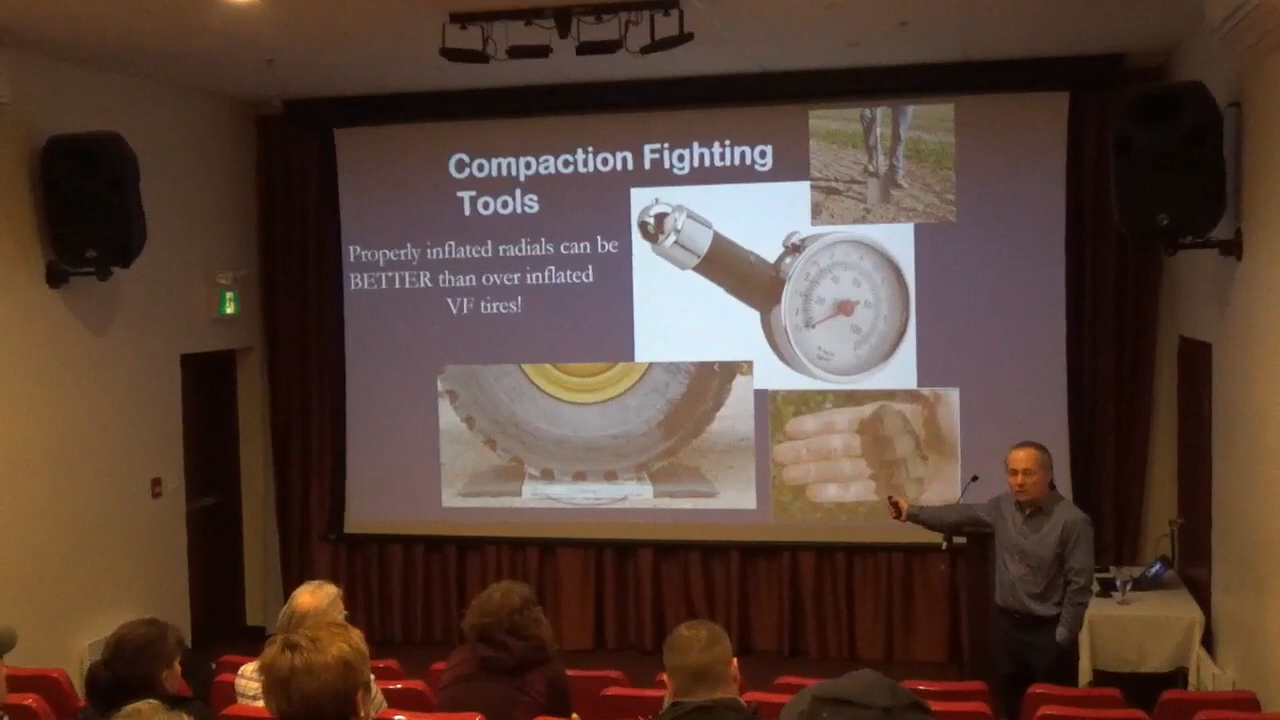 Compaction Fighting
Tools
Properly inflated radials can be
BETTER than over inflated
VF tires!